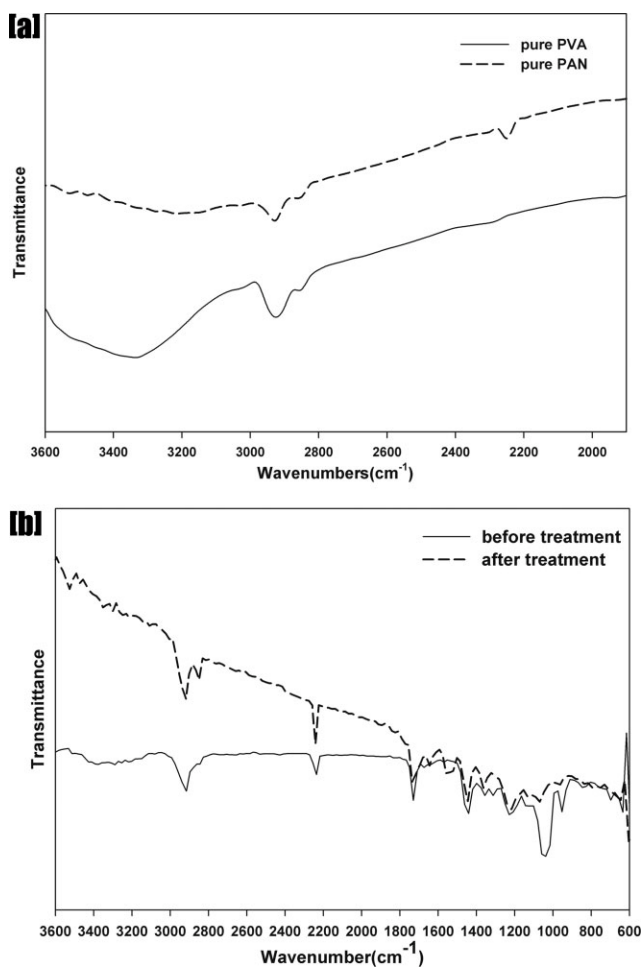 [a]
pure PVA
pure PAN
Transmittance
3600 3400 3200 3000 2800 2600 2400 2200 2000
Wavenumbers(cm-1)
[b]
before treatment
after treatment
Transmittance
3600 3400 3200 3000 2800 2600 2400 2200 2000 1800 1600 1400 1200 1000 800 600
Wavenumber(cm-1)